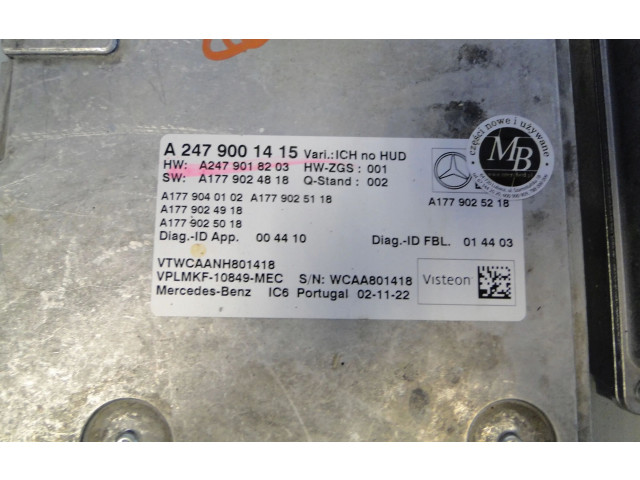 A 247 900 14 15 Vari.:ICH no HUD
HW: A247 901 82 03 HW-ZGS : 001
SW: A177 902 48 18 Q-Stand : 002
A177 904 01 02 A177 902 51 18 A177 902 52 18
A177 902 49 18
A177 902 50 18
Diag.-ID App. 00 44 10 Diag.-ID FBL. 01 44 03
VTWCAANH801418
VPLMKF-10849-MEC S/N: WCAA801418
Mercedes-Benz IC6 Portugal 02-11-22
Visteon
części nowe i używane
MB